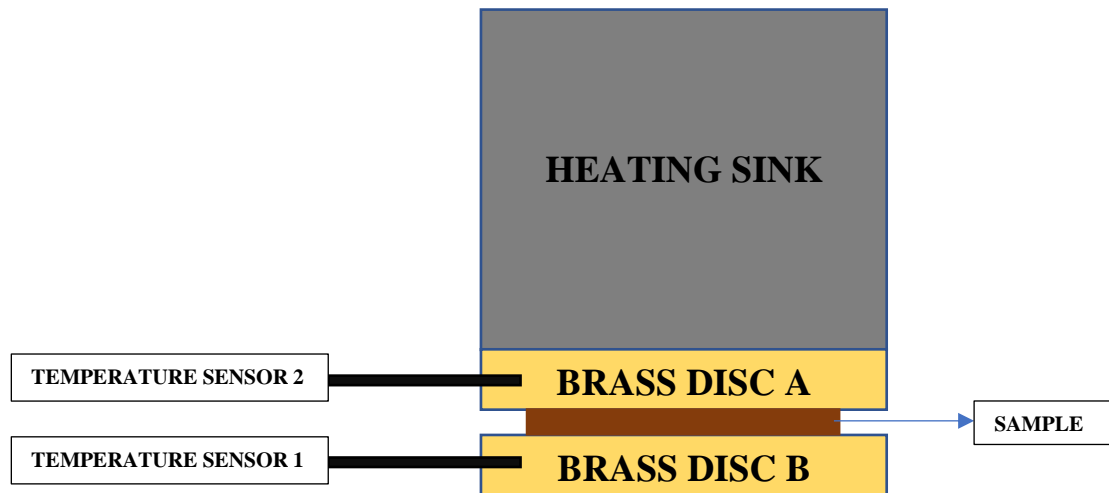 HEATING SINK
TEMPERATURE SENSOR 2
BRASS DISC A
SAMPLE
TEMPERATURE SENSOR 1
BRASS DISC B